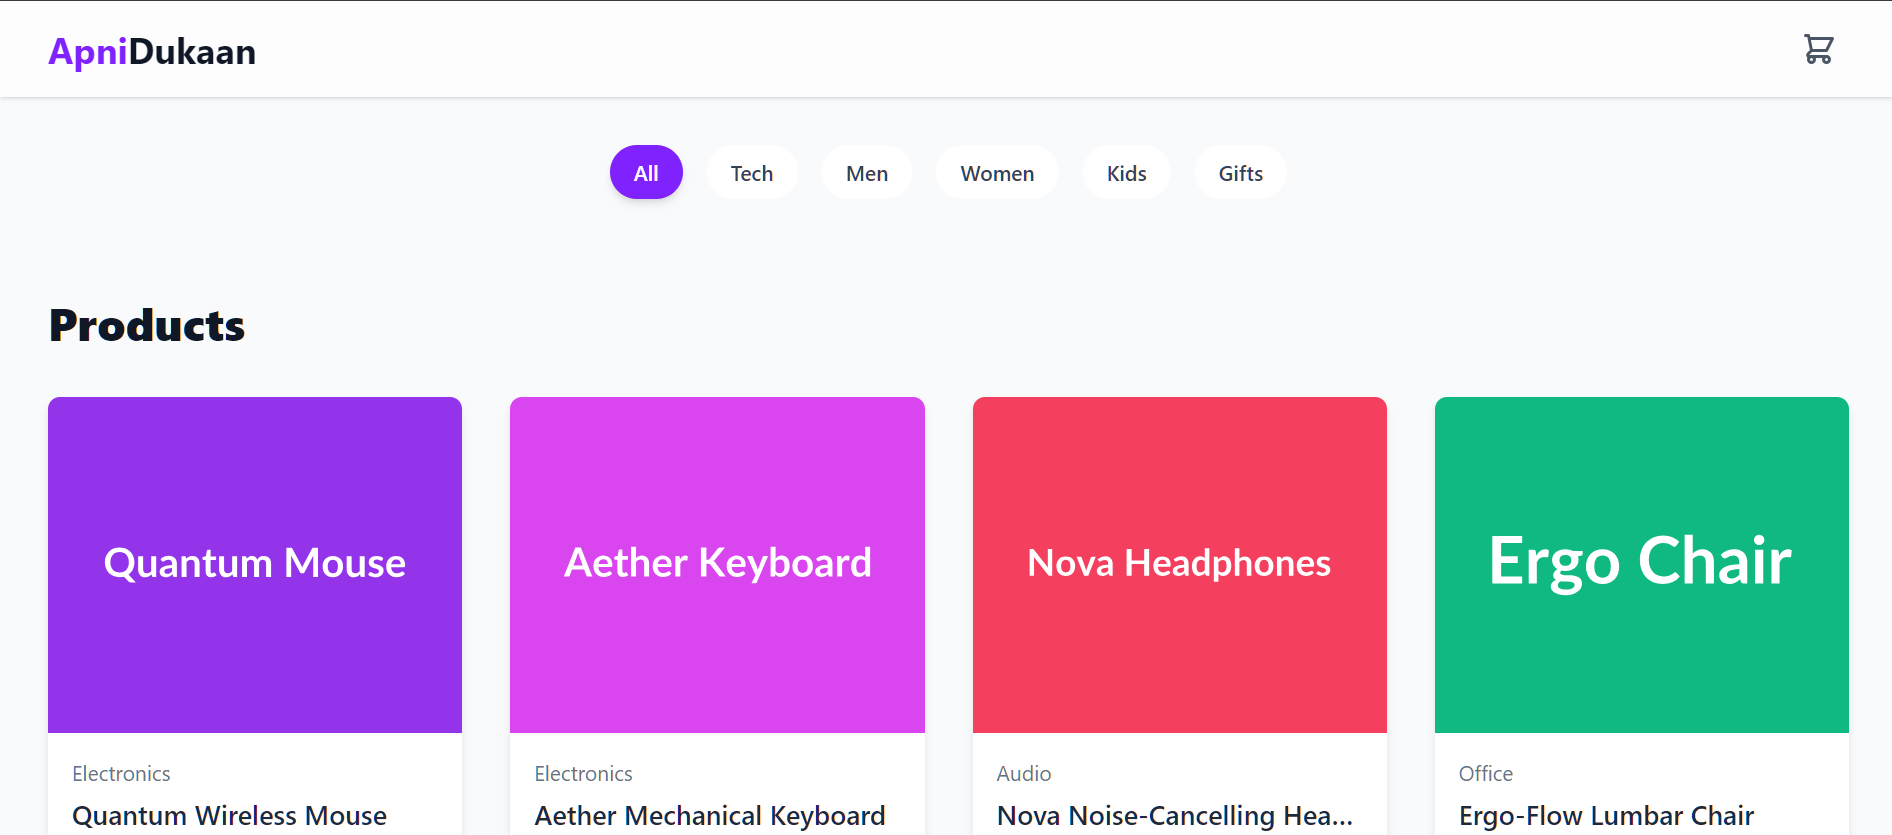 ApniDukaan
All Tech Men Women Kids Gifts
Products
Quantum Mouse Aether Keyboard Nova Headphones Ergo Chair
Electronics Electronics Audio Office
Quantum Wireless Mouse Aether Mechanical Keyboard Nova Noise-Cancelling Hea... Ergo-Flow Lumbar Chair